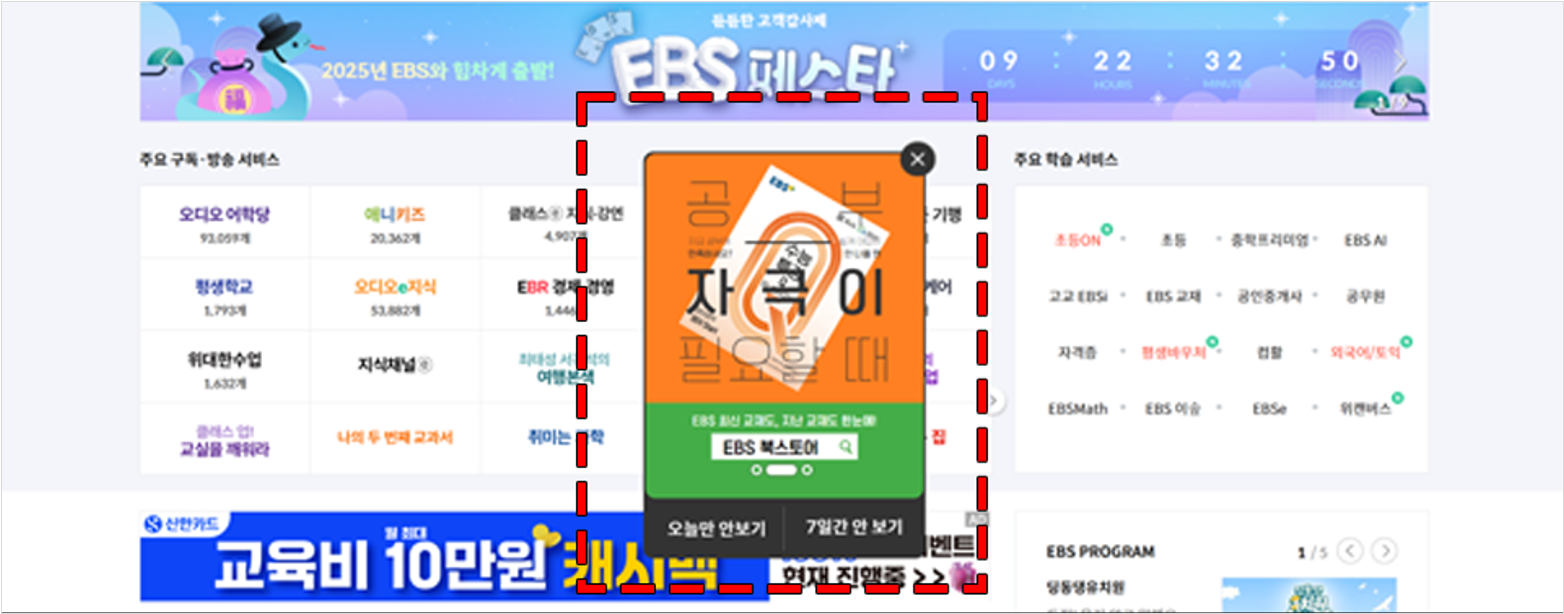 든든한 고객감사제
2025년 EBS와 힘차게 출발!
EBS 페스타
09 : 22 : 32 : 50
DAYS HOURS MINUTES SECONDS
福
주요 구독·방송 서비스
오디오 어학당
93,059개
애니키즈
20,362개
클래스ⓔ 지식·강연
4,907개
기행
평생학교
1,793개
오디오e지식
53,882개
EBR 경제·경영
1,446
케어
위대한수업
1,632개
지식채널ⓔ
최태성 서경석의
여행본색
업
클래스 업!
교실을 깨워라
나의 두 번째 교과서
취미는 과학
집
EBS
공부
자극이
필요할 때
EBS 최신 교재도, 지난 교재도 한눈에!
EBS 북스토어
오늘만 안보기
7일간 안 보기
주요 학습 서비스
초등ON 초등 중학프리미엄 EBS AI
고교 EBSi EBS 교재 공인중개사 공무원
자격증 평생바우처 컴활 외국어/토익
EBSMath EBS 이솦 EBSe 위캔버스
신한카드
월 최대
교육비 10만원 캐시백
AD
이벤트
현재 진행중 >>
EBS PROGRAM
1 / 5
딩동댕유치원